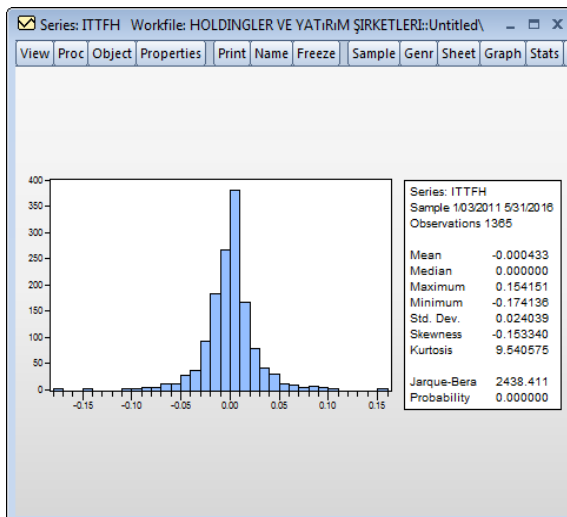 Series: ITTFH Workfile: HOLDINGLER VE YATıRıM ŞIRKETLERI::Untitled\
View Proc Object Properties Print Name Freeze Sample Genr Sheet Graph Stats
400
350
300
250
200
150
100
50
0
-0.15 -0.10 -0.05 0.00 0.05 0.10 0.15
Series: ITTFH
Sample 1/03/2011 5/31/2016
Observations 1365
Mean -0.000433
Median 0.000000
Maximum 0.154151
Minimum -0.174136
Std. Dev. 0.024039
Skewness -0.153340
Kurtosis 9.540575
Jarque-Bera 2438.411
Probability 0.000000